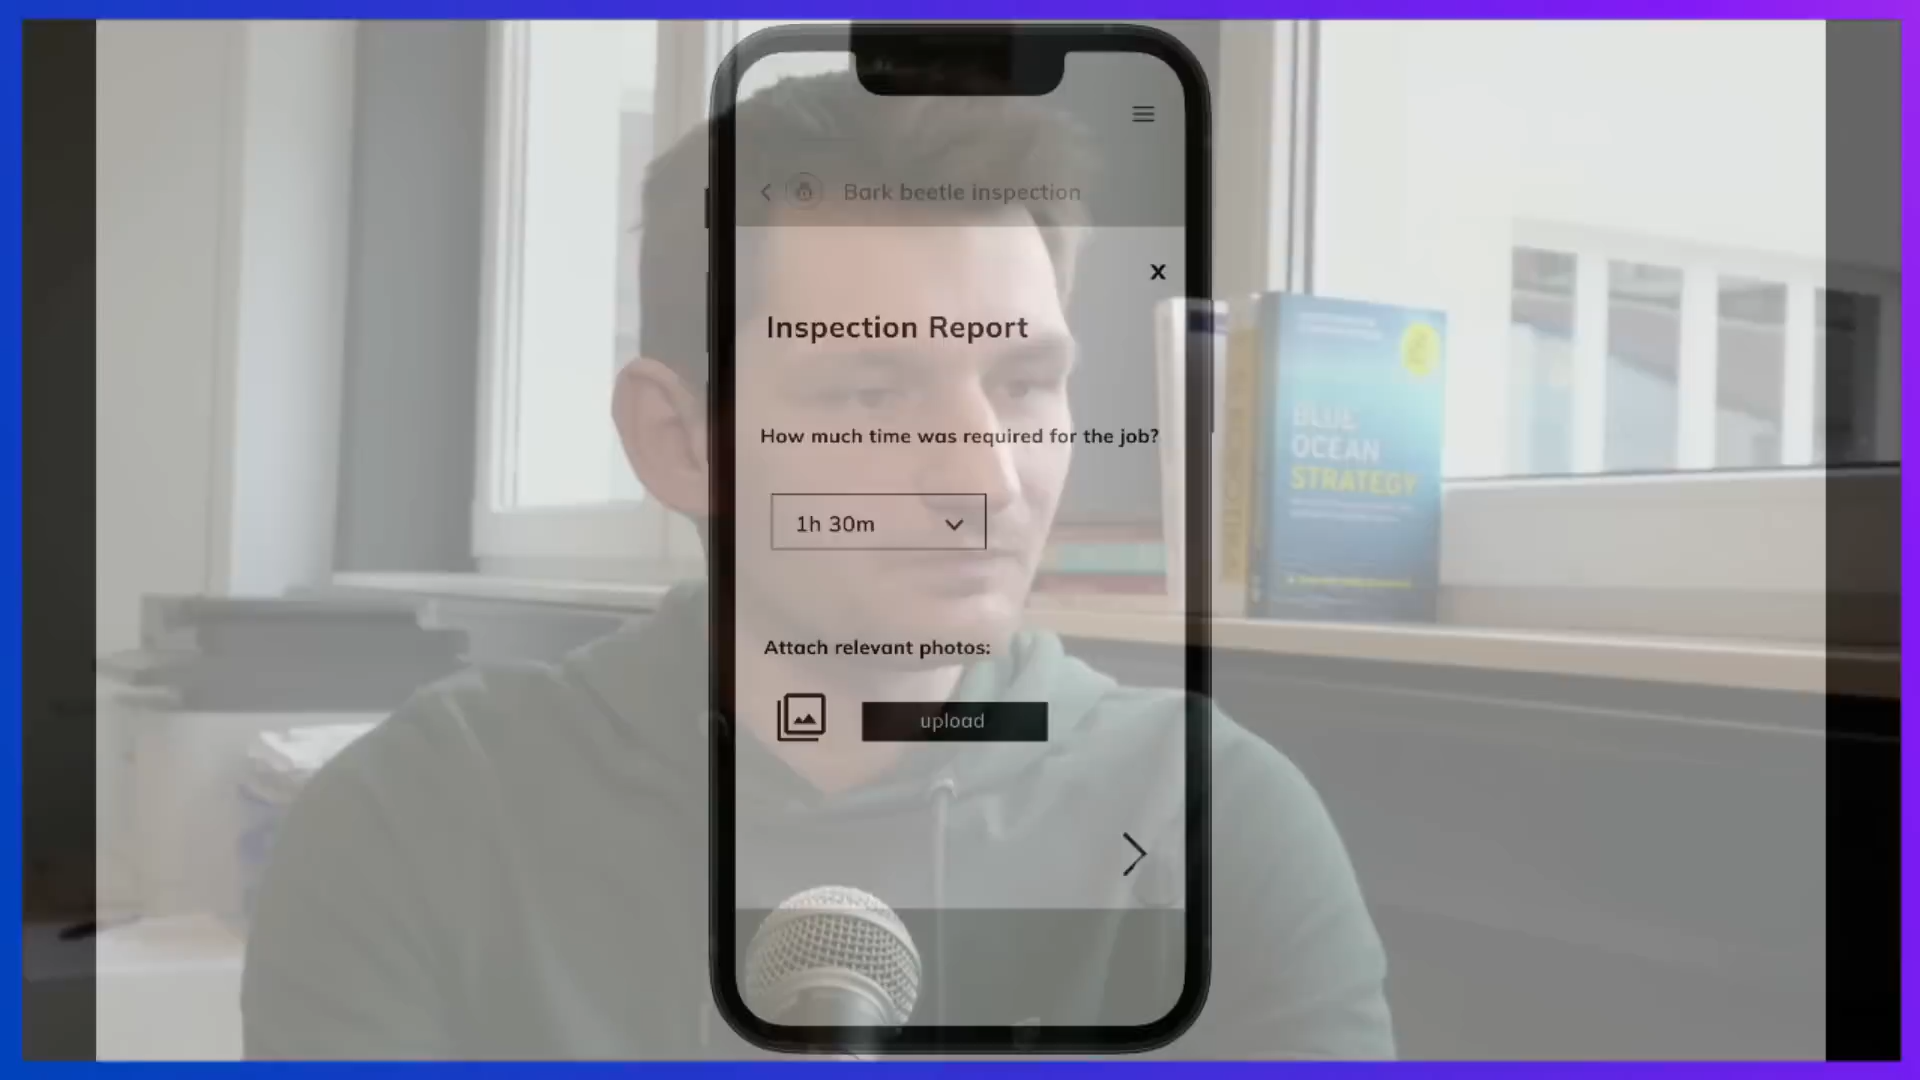 Bark beetle inspection
x
Inspection Report
How much time was required for the job?
1h 30m
Attach relevant photos:
upload
BLUE
OCEAN
STRATEGY